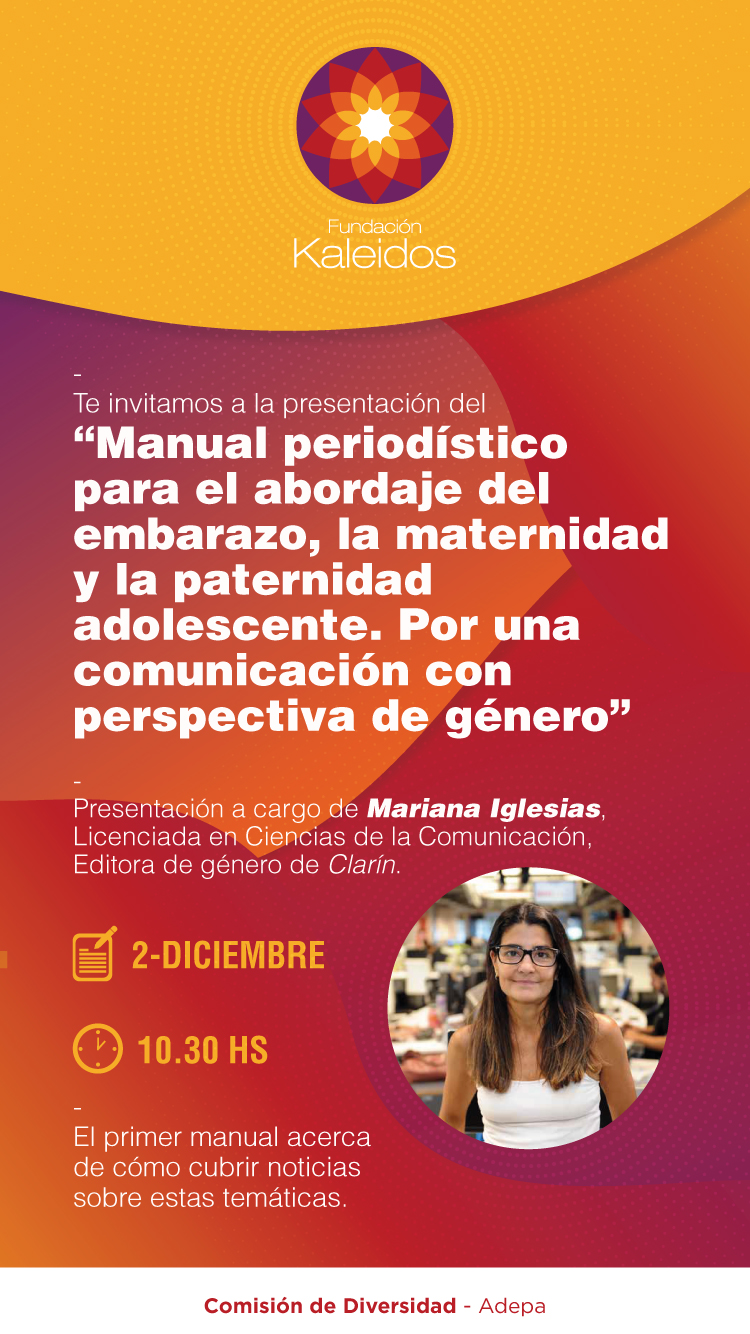 Fundación
Kaleidos
-
Te invitamos a la presentación del
“Manual periodístico
para el abordaje del
embarazo, la maternidad
y la paternidad
adolescente. Por una
comunicación con
perspectiva de género”
-
Presentación a cargo de Mariana Iglesias,
Licenciada en Ciencias de la Comunicación,
Editora de género de Clarín.
2-DICIEMBRE
10.30 HS
-
El primer manual acerca
de cómo cubrir noticias
sobre estas temáticas.
Comisión de Diversidad - Adepa